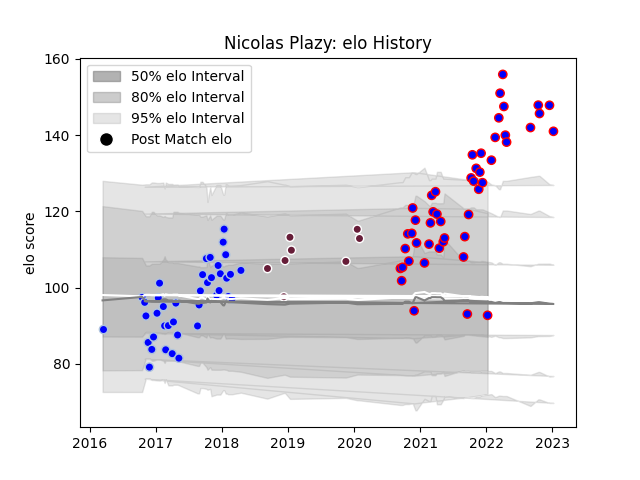 Nicolas Plazy: elo History
160
140
120
100
80
elo score
50% elo Interval
80% elo Interval
95% elo Interval
Post Match elo
2016 2017 2018 2019 2020 2021 2022 2023